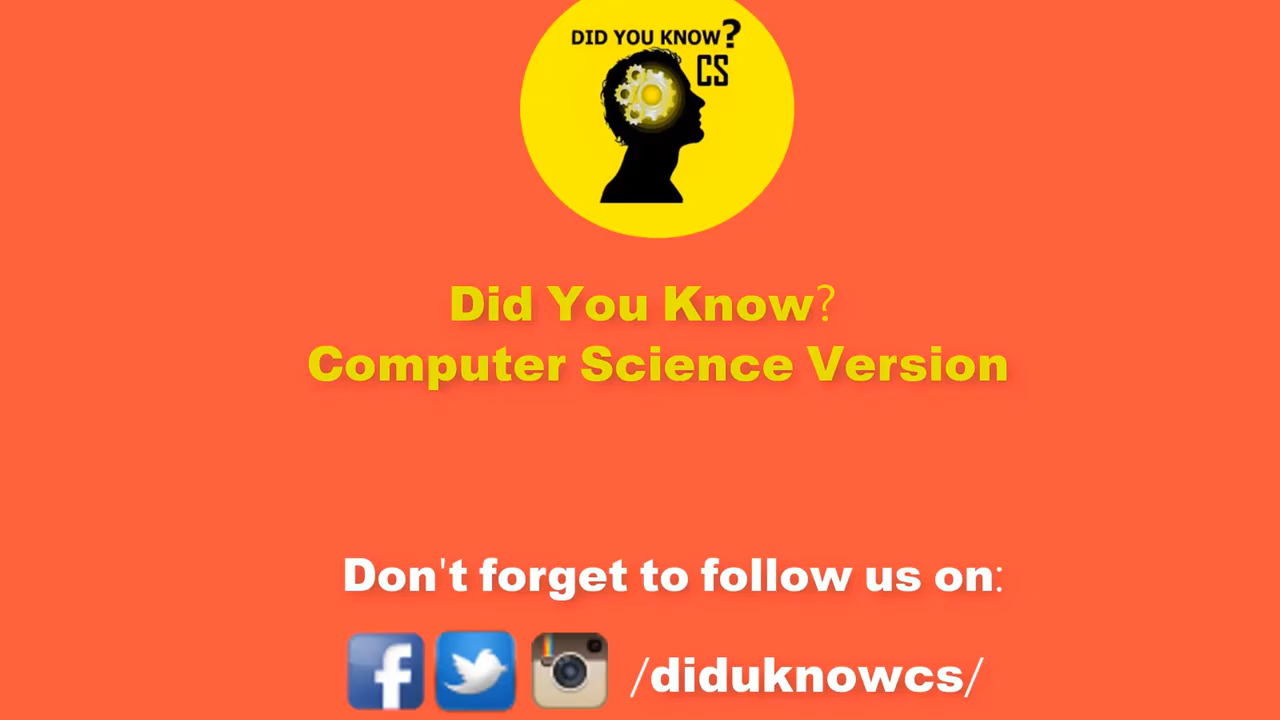 DID YOU KNOW?
CS
Did You Know?
Computer Science Version
Don't forget to follow us on:
/diduknowcs/